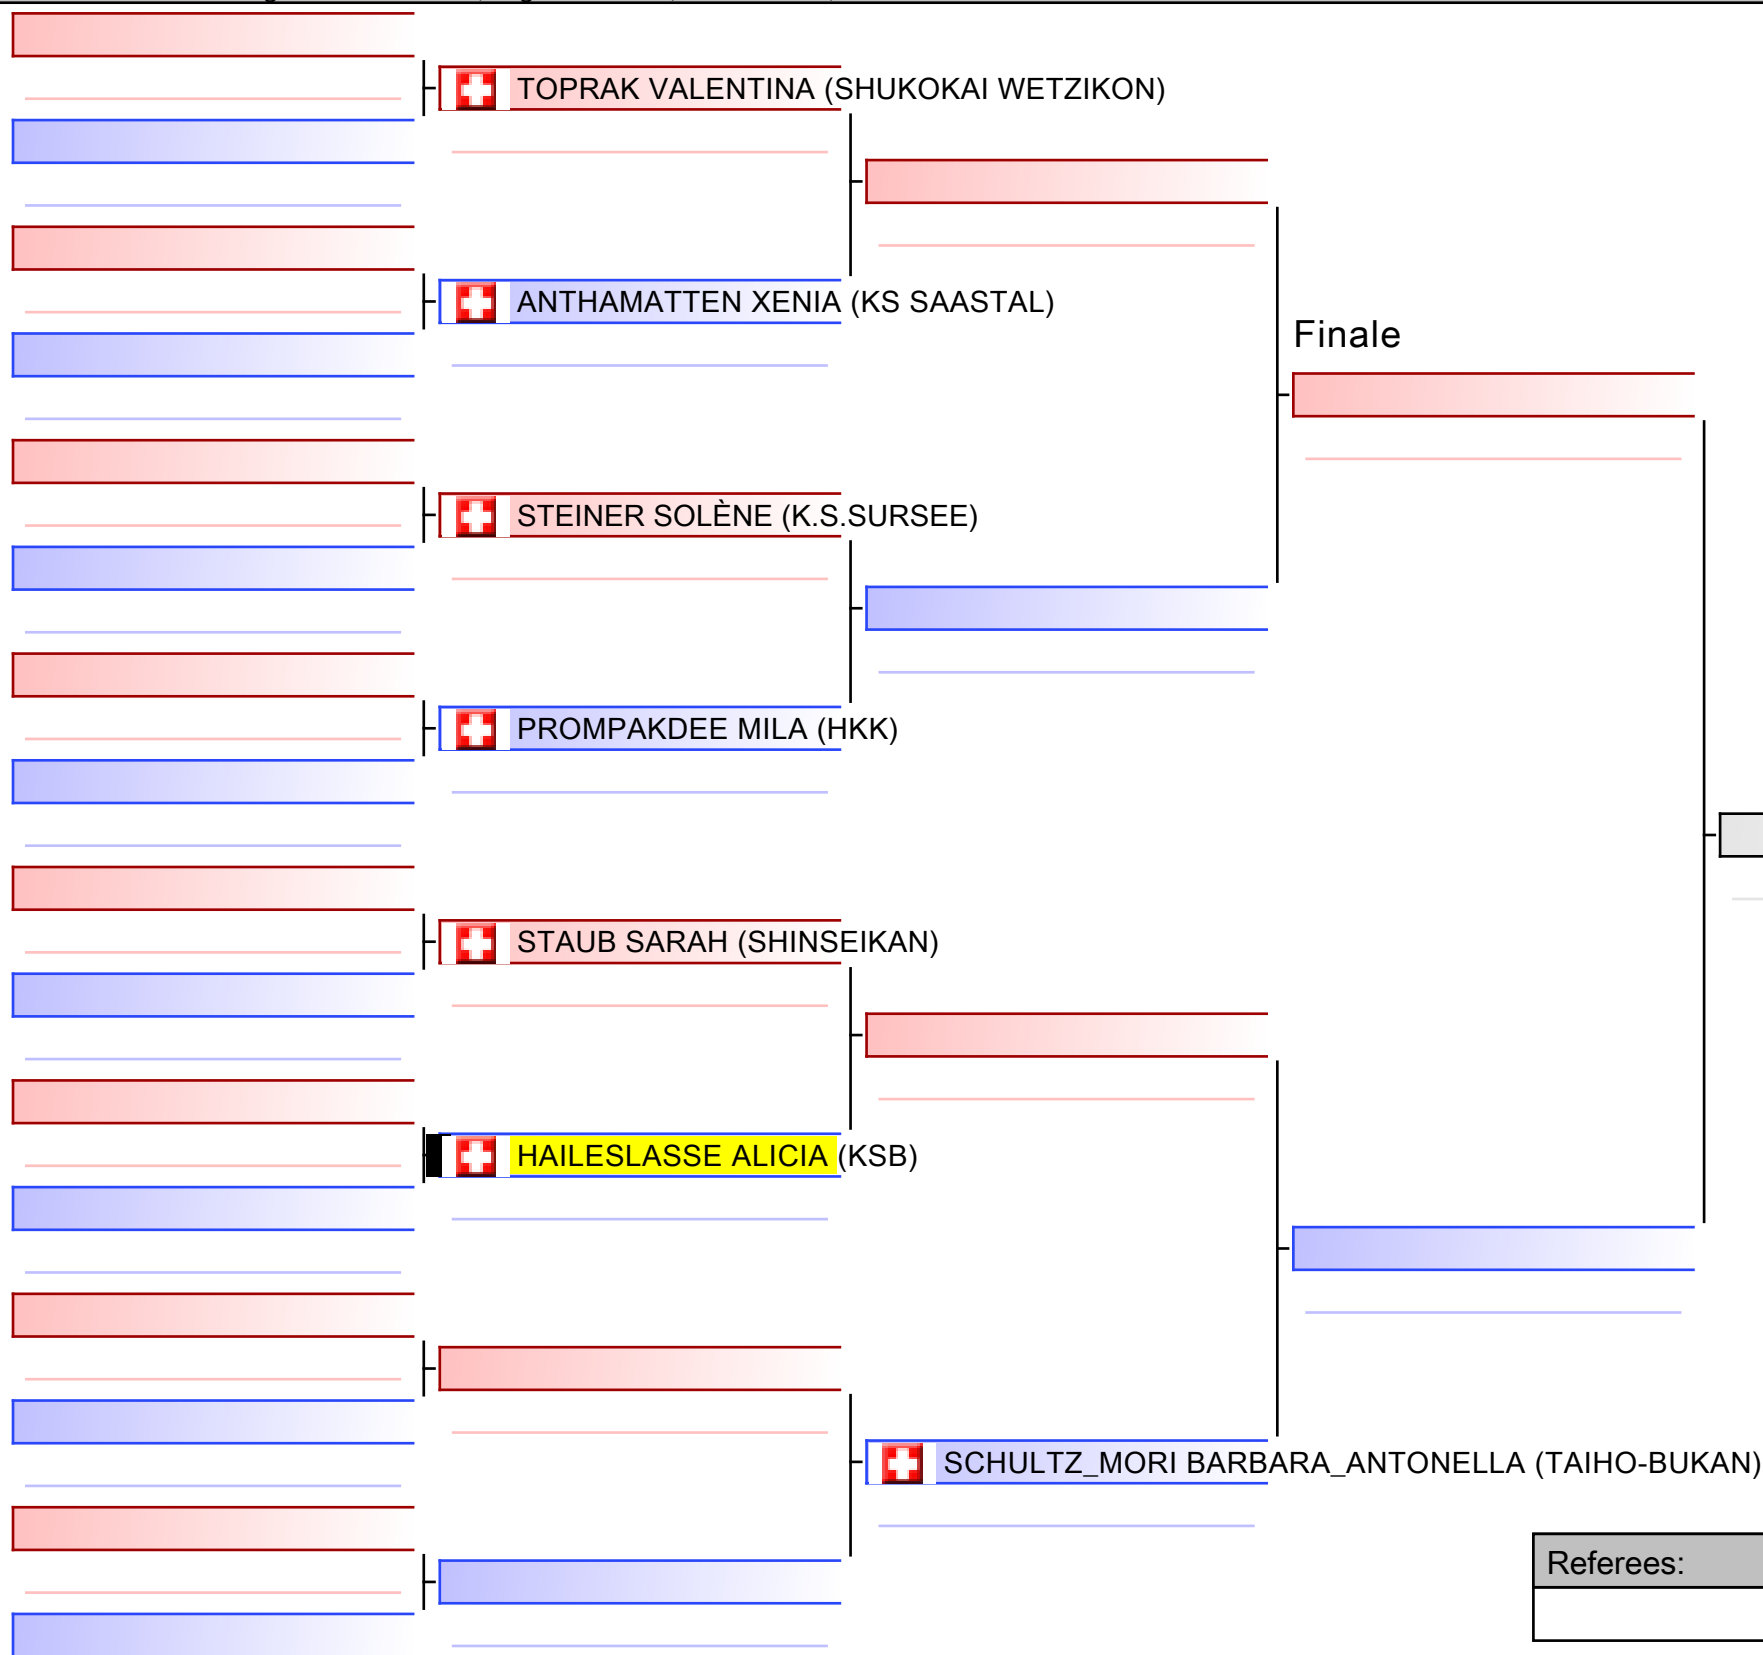 TOPRAK VALENTINA (SHUKOKAI WETZIKON)
ANTHAMATTEN XENIA (KS SAASTAL)
Finale
STEINER SOLÈNE (K.S.SURSEE)
PROMPAKDEE MILA (HKK)
STAUB SARAH (SHINSEIKAN)
HAILESLASSE ALICIA (KSB)
SCHULTZ_MORI BARBARA_ANTONELLA (TAIHO-BUKAN)
Referees: